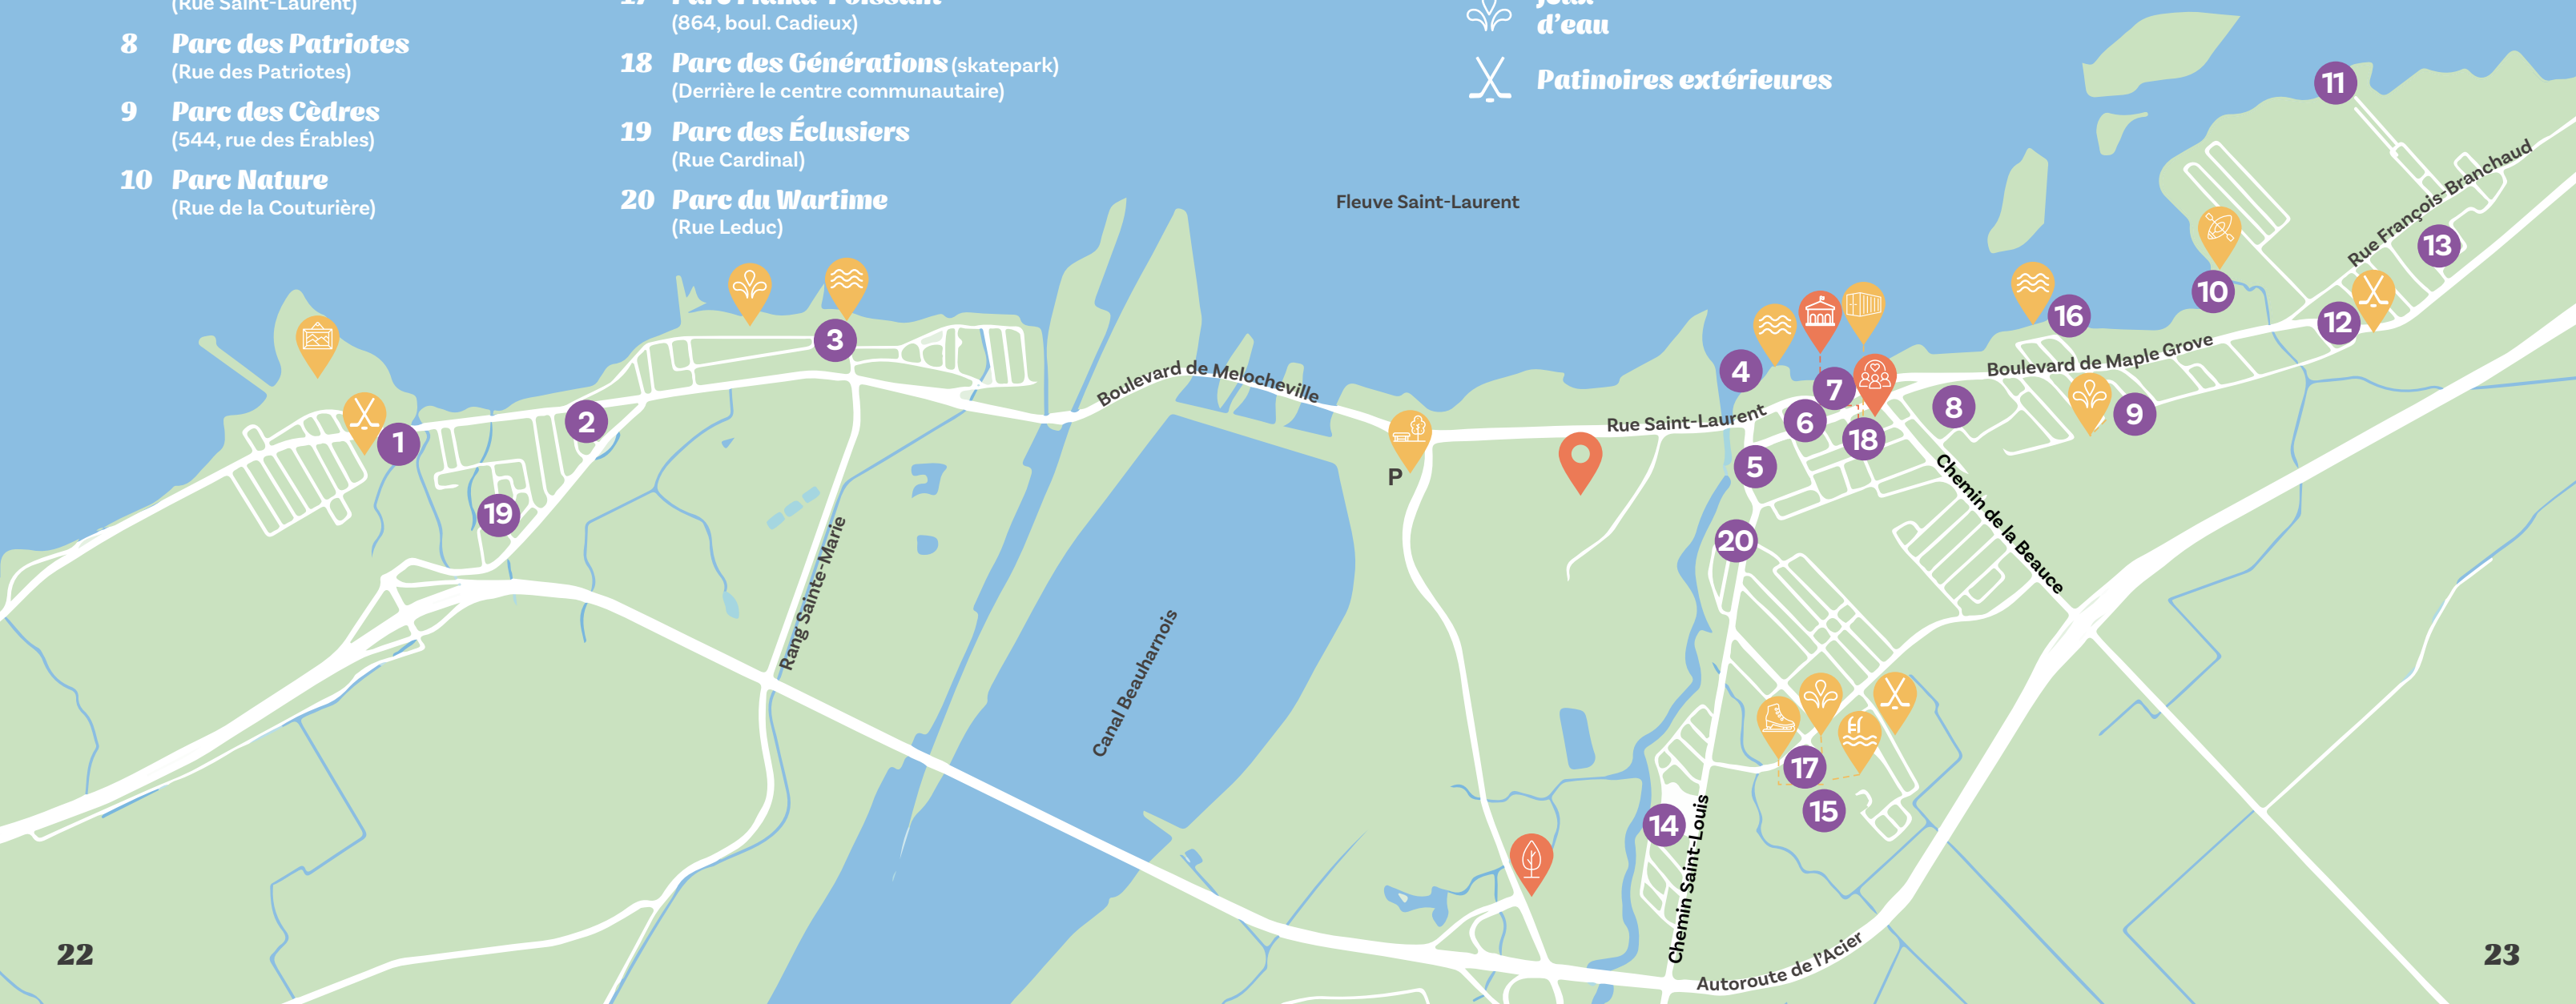 (Rue Saint-Laurent)
8 Parc des Patriotes
(Rue des Patriotes)
9 Parc des Cèdres
(544, rue des Érables)
10 Parc Nature
(Rue de la Couturière)
(864, boul. Cadieux)
18 Parc des Générations (skatepark)
(Derrière le centre communautaire)
19 Parc des Éclusiers
(Rue Cardinal)
20 Parc du Wartime
(Rue Leduc)
d'eau
Patinoires extérieures
Fleuve Saint-Laurent
11
Rue François-Branchaud
13
10
12
16
Boulevard de Maple Grove
3
4
7
8
9
Boulevard de Melocheville
2
1
6
Rue Saint-Laurent
18
P
5
19
20
Chemin de la Beauce
Rang Sainte-Marie
Canal Beauharnois
17
15
14
Chemin Saint-Louis
Autoroute de l'Acier
22
23